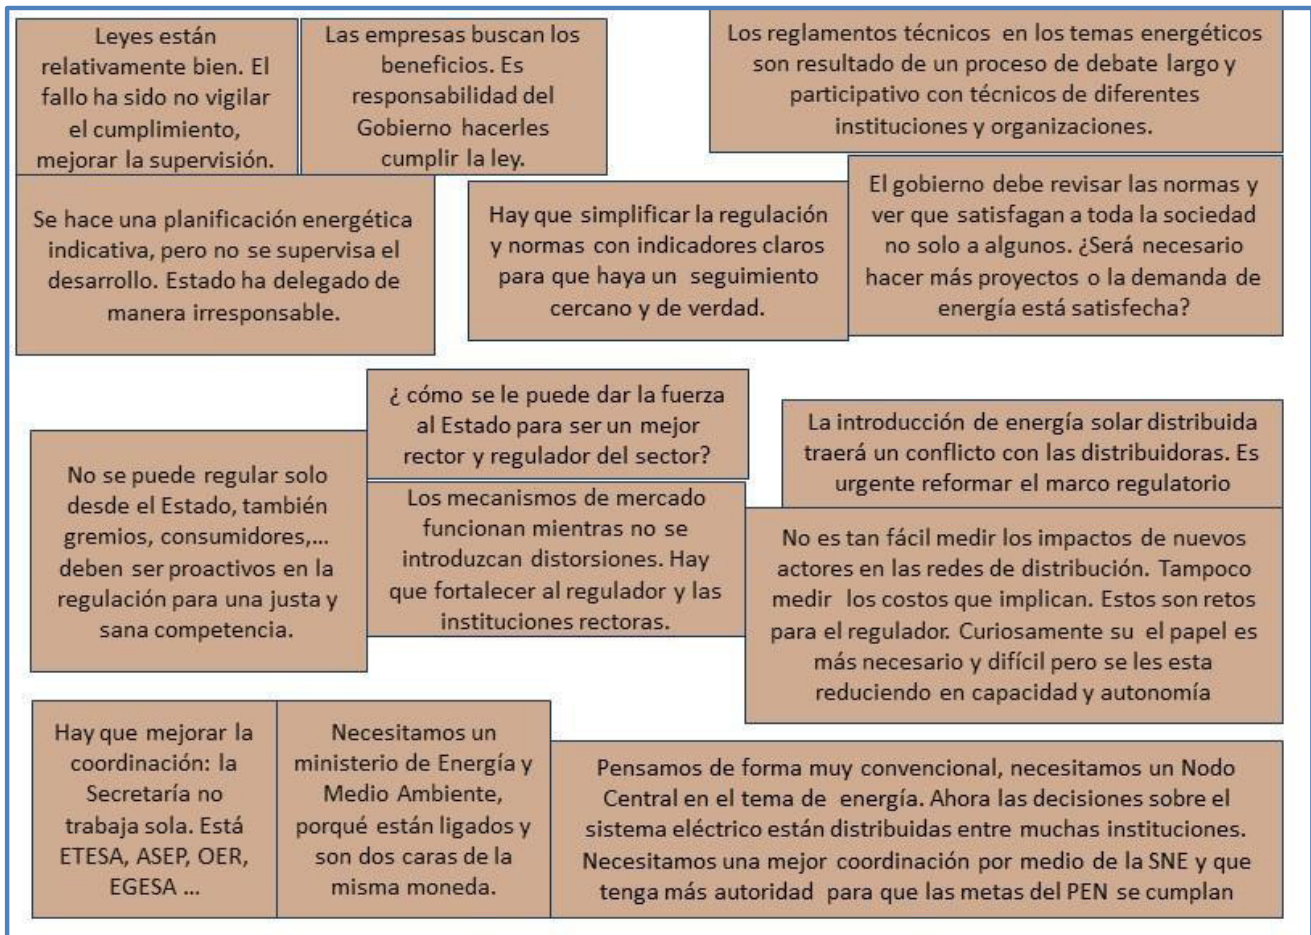 Leyes están
relativamente bien. El
fallo ha sido no vigilar
el cumplimiento,
mejorar la supervisión.
Las empresas buscan los
beneficios. Es
responsabilidad del
Gobierno hacerles
cumplir la ley.
Los reglamentos técnicos en los temas energéticos
son resultado de un proceso de debate largo y
participativo con técnicos de diferentes
instituciones y organizaciones.
Se hace una planificación energética
indicativa, pero no se supervisa el
desarrollo. Estado ha delegado de
manera irresponsable.
Hay que simplificar la regulación
y normas con indicadores claros
para que haya un seguimiento
cercano y de verdad.
El gobierno debe revisar las normas y
ver que satisfagan a toda la sociedad
no solo a algunos. ¿Será necesario
hacer más proyectos o la demanda de
energía está satisfecha?
¿ cómo se le puede dar la fuerza
al Estado para ser un mejor
rector y regulador del sector?
La introducción de energía solar distribuida
traerá un conflicto con las distribuidoras. Es
urgente reformar el marco regulatorio
No se puede regular solo
desde el Estado, también
gremios, consumidores,...
deben ser proactivos en la
regulación para una justa y
sana competencia.
Los mecanismos de mercado
funcionan mientras no se
introduzcan distorsiones. Hay
que fortalecer al regulador y las
instituciones rectoras.
No es tan fácil medir los impactos de nuevos
actores en las redes de distribución. Tampoco
medir los costos que implican. Estos son retos
para el regulador. Curiosamente su el papel es
más necesario y difícil pero se les esta
reduciendo en capacidad y autonomía
Hay que mejorar la
coordinación: la
Secretaría no
trabaja sola. Está
ETESA, ASEP, OER,
EGESA ...
Necesitamos un
ministerio de Energía y
Medio Ambiente,
porqué están ligados y
son dos caras de la
misma moneda.
Pensamos de forma muy convencional, necesitamos un Nodo
Central en el tema de energía. Ahora las decisiones sobre el
sistema eléctrico están distribuidas entre muchas instituciones.
Necesitamos una mejor coordinación por medio de la SNE y que
tenga más autoridad para que las metas del PEN se cumplan